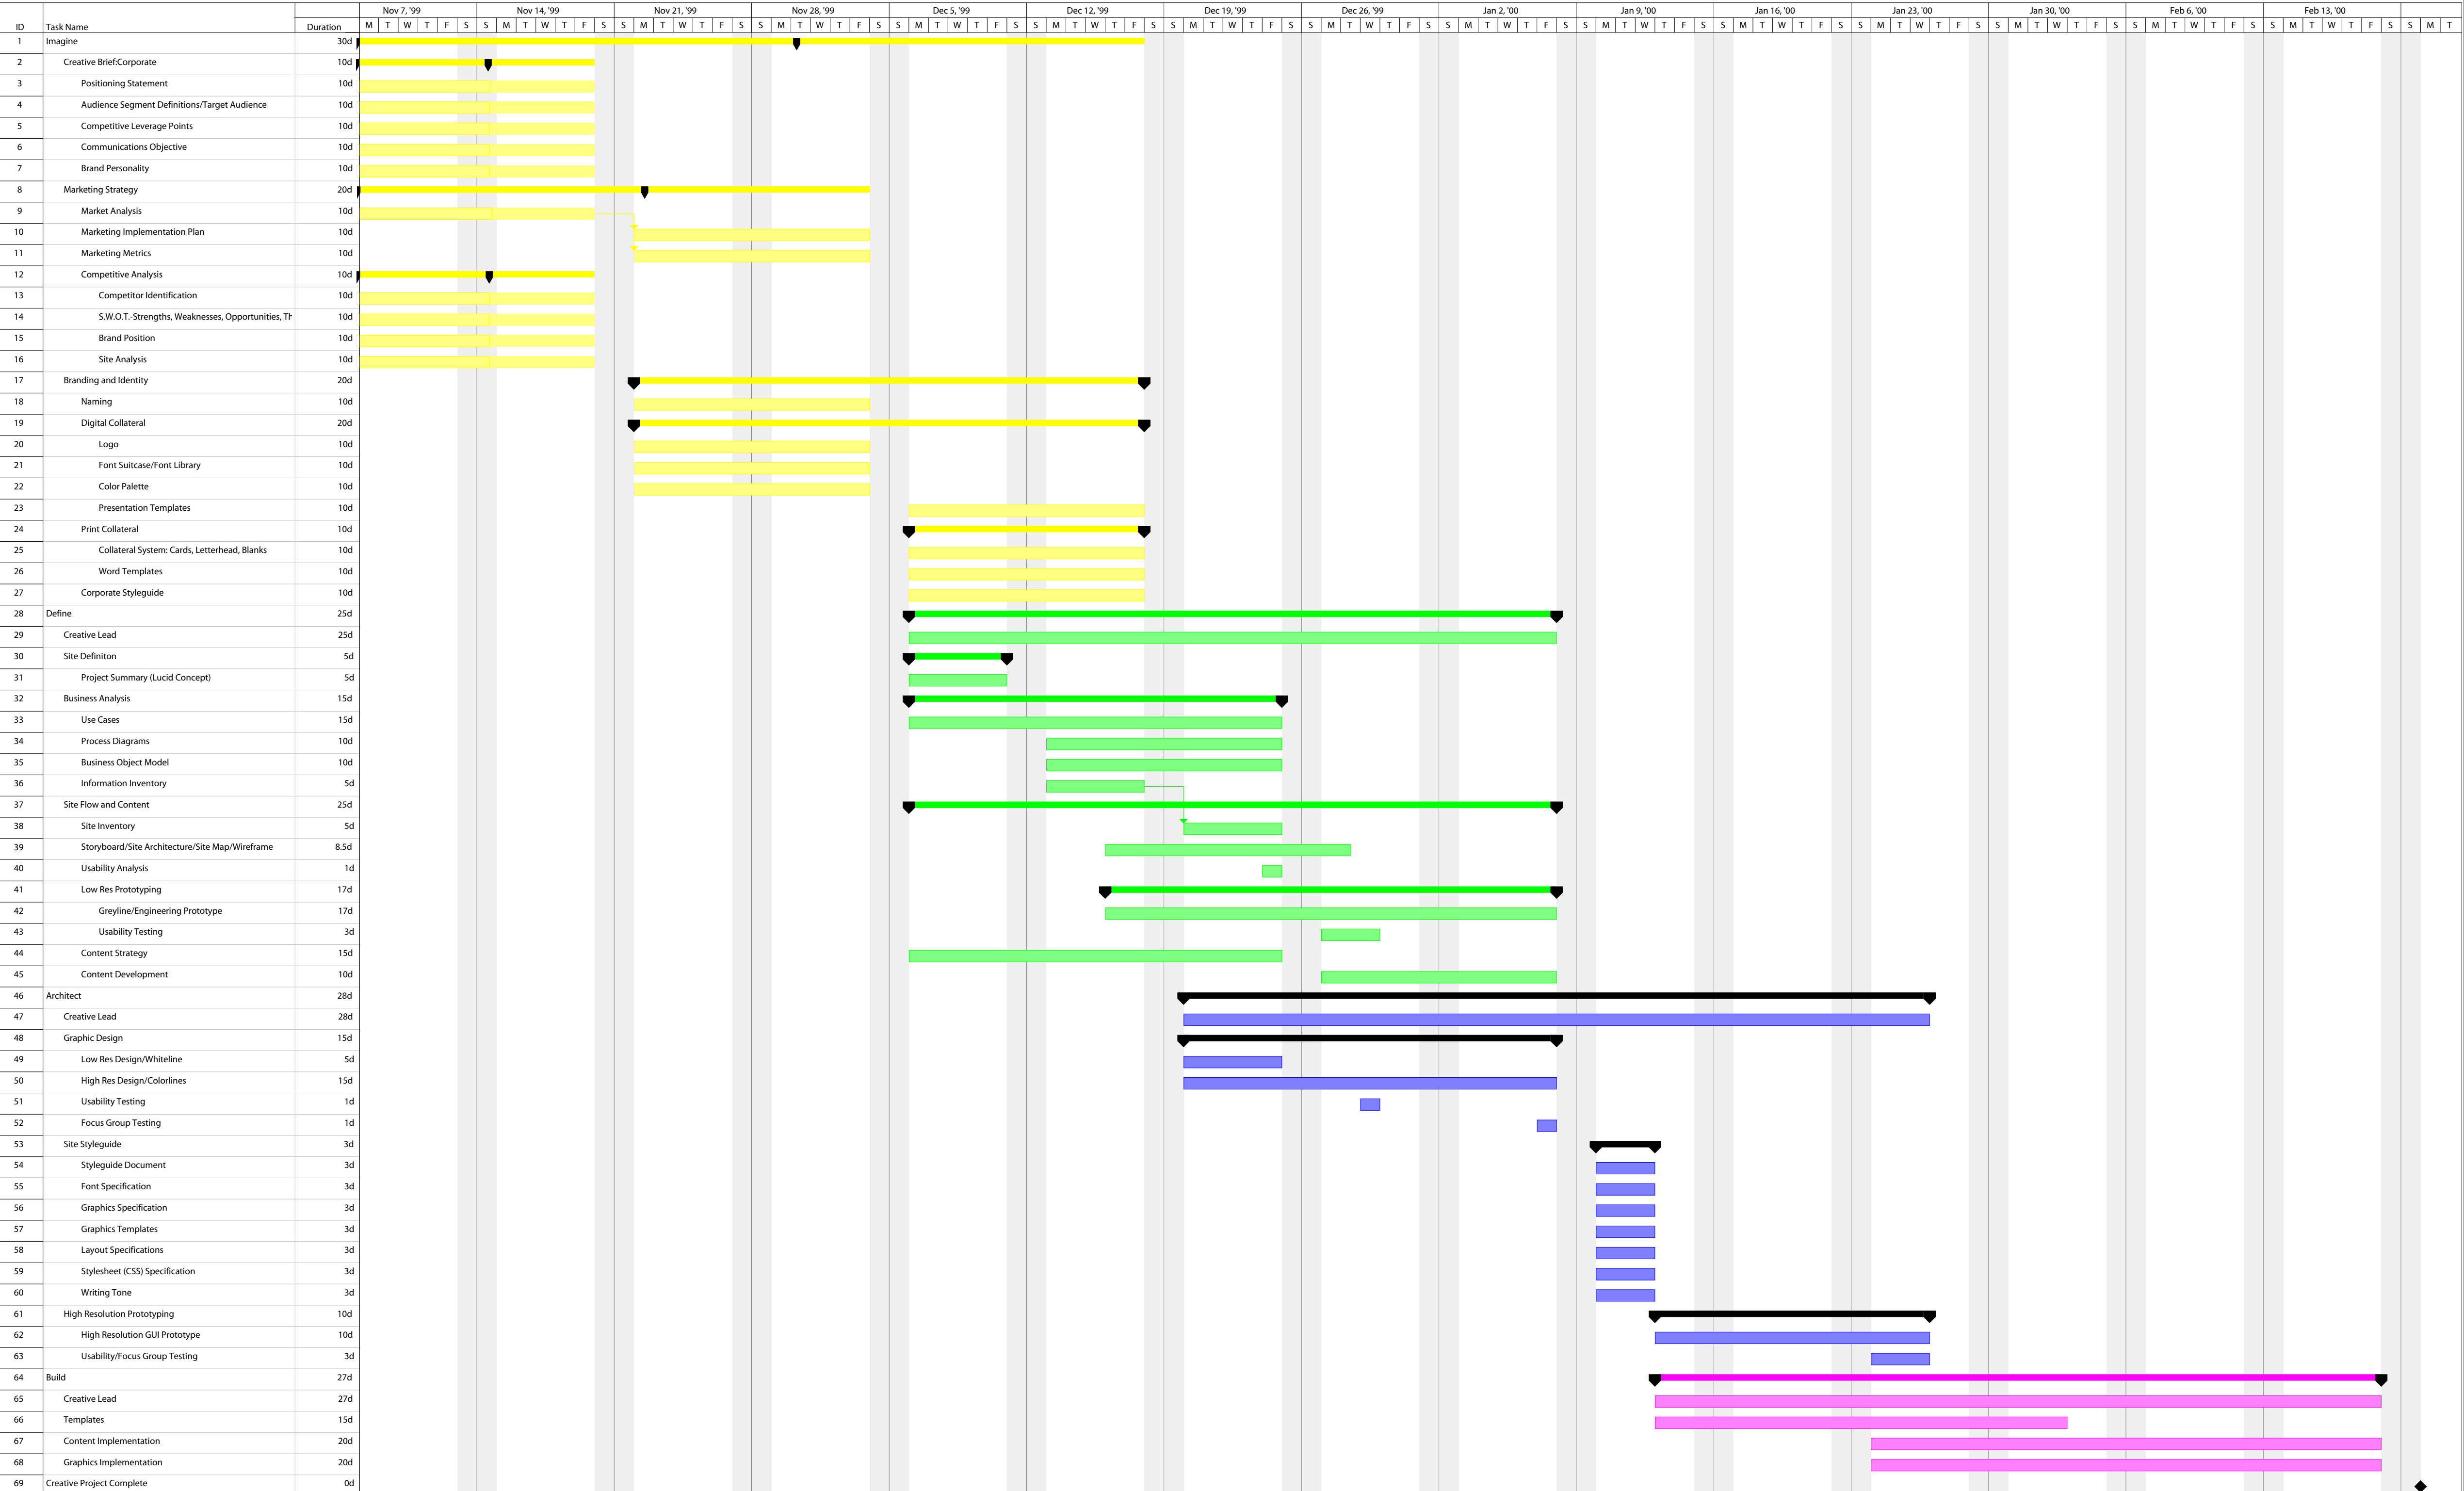 Nov 7, '99 Nov 14, '99 Nov 21, '99 Nov 28, '99 Dec 5, '99 Dec 12, '99 Dec 19, '99 Dec 26, '99 Jan 2, '00 Jan 9, '00 Jan 16, '00 Jan 23, '00 Jan 30, '00 Feb 6, '00 Feb 13, '00
ID Task Name Duration M T W T F S S M T W T F S S M T W T F S S M T W T F S S M T W T F S S M T W T F S S M T W T F S S M T W T F S S M T W T F S S M T W T F S S M T W T F S S M T W T F S S M T W T F S S M T W T F S S M T W T F S S M T
1 Imagine 30d
2 Creative Brief:Corporate 10d
3 Positioning Statement 10d
4 Audience Segment Definitions/Target Audience 10d
5 Competitive Leverage Points 10d
6 Communications Objective 10d
7 Brand Personality 10d
8 Marketing Strategy 20d
9 Market Analysis 10d
10 Marketing Implementation Plan 10d
11 Marketing Metrics 10d
12 Competitive Analysis 10d
13 Competitor Identification 10d
14 S.W.O.T.-Strengths, Weaknesses, Opportunities, Th 10d
15 Brand Position 10d
16 Site Analysis 10d
17 Branding and Identity 20d
18 Naming 10d
19 Digital Collateral 20d
20 Logo 10d
21 Font Suitcase/Font Library 10d
22 Color Palette 10d
23 Presentation Templates 10d
24 Print Collateral 10d
25 Collateral System: Cards, Letterhead, Blanks 10d
26 Word Templates 10d
27 Corporate Styleguide 10d
28 Define 25d
29 Creative Lead 25d
30 Site Definiton 5d
31 Project Summary (Lucid Concept) 5d
32 Business Analysis 15d
33 Use Cases 15d
34 Process Diagrams 10d
35 Business Object Model 10d
36 Information Inventory 5d
37 Site Flow and Content 25d
38 Site Inventory 5d
39 Storyboard/Site Architecture/Site Map/Wireframe 8.5d
40 Usability Analysis 1d
41 Low Res Prototyping 17d
42 Greyline/Engineering Prototype 17d
43 Usability Testing 3d
44 Content Strategy 15d
45 Content Development 10d
46 Architect 28d
47 Creative Lead 28d
48 Graphic Design 15d
49 Low Res Design/Whiteline 5d
50 High Res Design/Colorlines 15d
51 Usability Testing 1d
52 Focus Group Testing 1d
53 Site Styleguide 3d
54 Styleguide Document 3d
55 Font Specification 3d
56 Graphics Specification 3d
57 Graphics Templates 3d
58 Layout Specifications 3d
59 Stylesheet (CSS) Specification 3d
60 Writing Tone 3d
61 High Resolution Prototyping 10d
62 High Resolution GUI Prototype 10d
63 Usability/Focus Group Testing 3d
64 Build 27d
65 Creative Lead 27d
66 Templates 15d
67 Content Implementation 20d
68 Graphics Implementation 20d
69 Creative Project Complete 0d